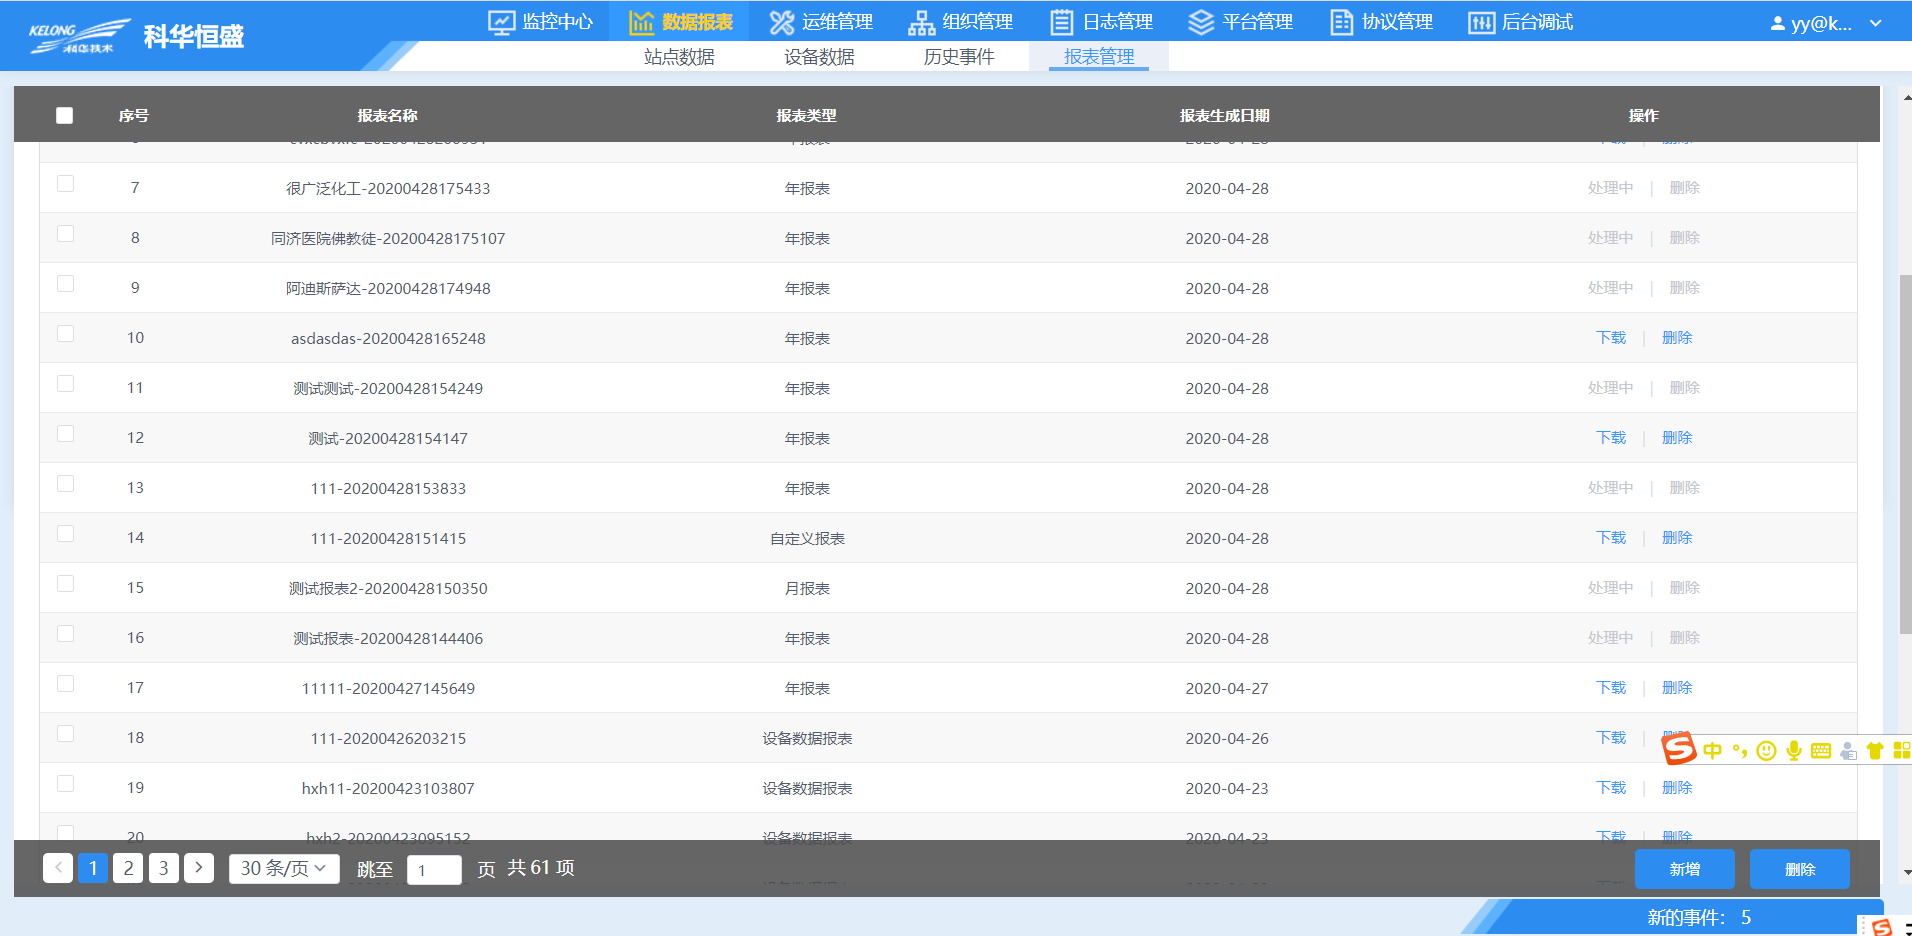 KELONG 科华技术 科华恒盛 监控中心 数据报表 运维管理 组织管理 日志管理 平台管理 协议管理 后台调试 yy@k...
站点数据 设备数据 历史事件 报表管理
序号 报表名称 报表类型 报表生成日期 操作
7 很广泛化工-20200428175433 年报表 2020-04-28 处理中 | 删除
8 同济医院佛教徒-20200428175107 年报表 2020-04-28 处理中 | 删除
9 阿迪斯萨达-20200428174948 年报表 2020-04-28 处理中 | 删除
10 asdasdas-20200428165248 年报表 2020-04-28 下载 | 删除
11 测试测试-20200428154249 年报表 2020-04-28 处理中 | 删除
12 测试-20200428154147 年报表 2020-04-28 下载 | 删除
13 111-20200428153833 年报表 2020-04-28 处理中 | 删除
14 111-20200428151415 自定义报表 2020-04-28 下载 | 删除
15 测试报表2-20200428150350 月报表 2020-04-28 处理中 | 删除
16 测试报表-20200428144406 年报表 2020-04-28 处理中 | 删除
17 11111-20200427145649 年报表 2020-04-27 下载 | 删除
18 111-20200426203215 设备数据报表 2020-04-26 下载 |
中
19 hxh11-20200423103807 设备数据报表 2020-04-23 下载 | 删除
20 hxh2-20200423095152 设备数据报表 2020-04-23 下载 | 删除
< 1 2 3 > 30 条/页 跳至 1 页 共 61 项 新增 删除
新的事件： 5